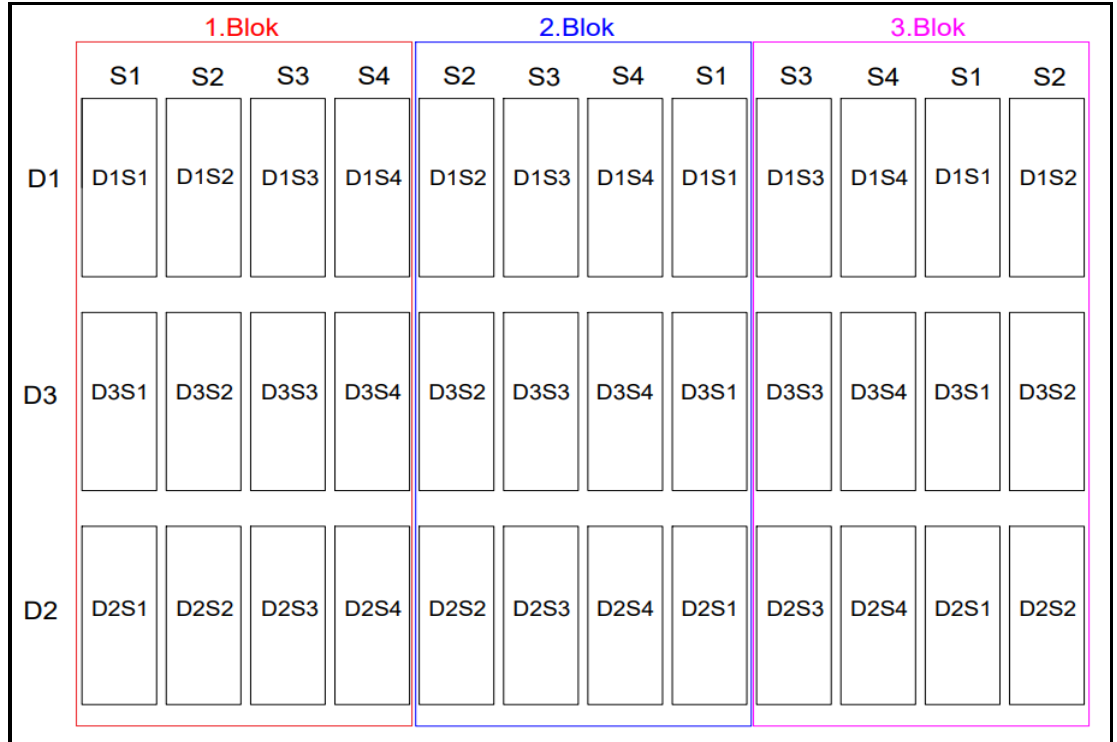 1.Blok 2.Blok 3.Blok
S1 S2 S3 S4 S2 S3 S4 S1 S3 S4 S1 S2
D1 D1S1 D1S2 D1S3 D1S4 D1S2 D1S3 D1S4 D1S1 D1S3 D1S4 D1S1 D1S2
D3 D3S1 D3S2 D3S3 D3S4 D3S2 D3S3 D3S4 D3S1 D3S3 D3S4 D3S1 D3S2
D2 D2S1 D2S2 D2S3 D2S4 D2S2 D2S3 D2S4 D2S1 D2S3 D2S4 D2S1 D2S2